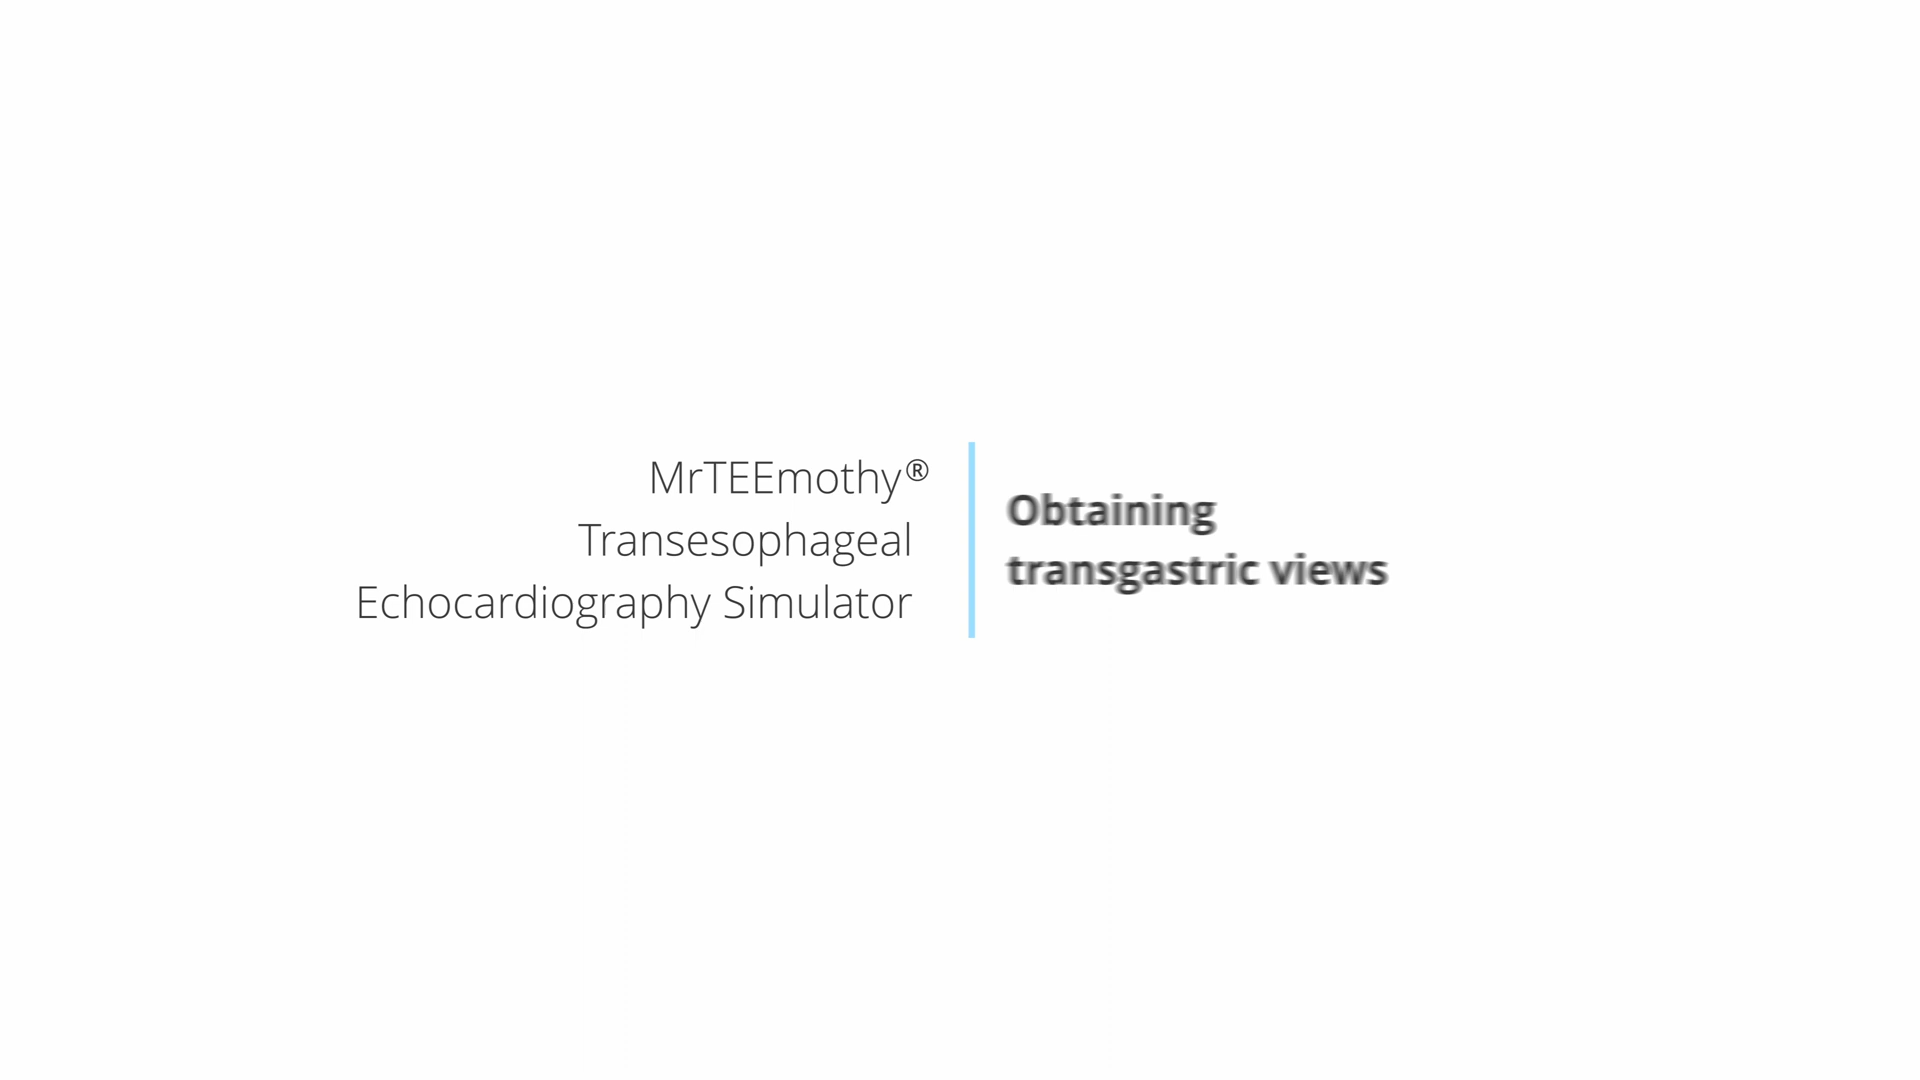 MrTEEmothy®
Transesophageal
Echocardiography Simulator
Obtaining
transgastric views